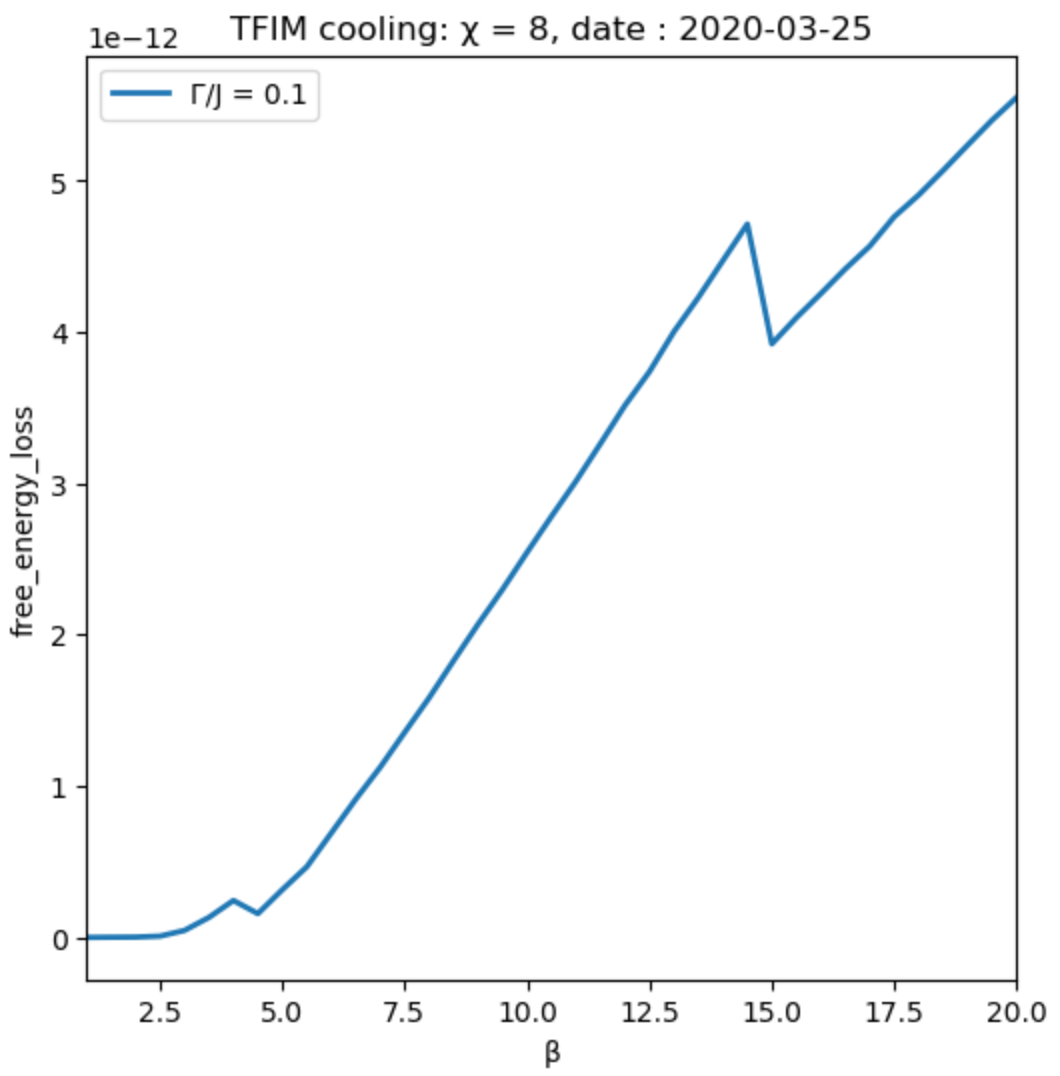 TFIM cooling: χ = 8, date : 2020-03-25
1e−12
Γ/J = 0.1
5
4
3
2
1
0
free_energy_loss
2.5 5.0 7.5 10.0 12.5 15.0 17.5 20.0
β